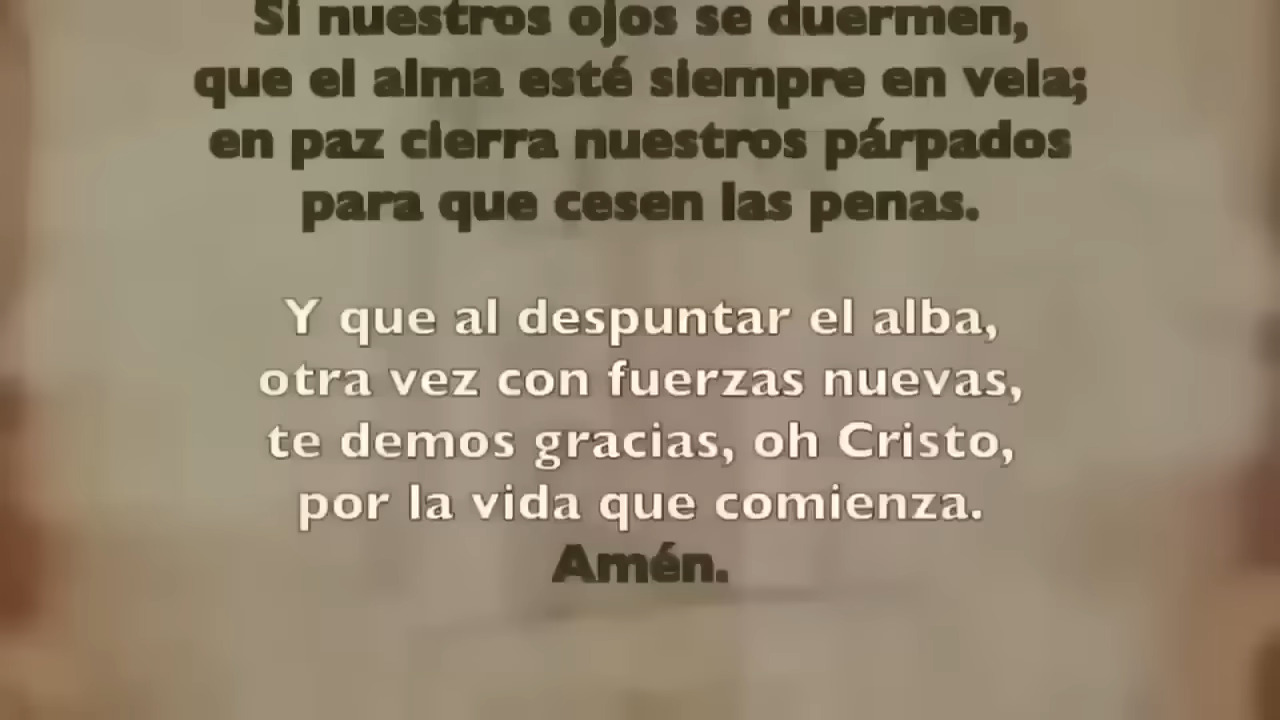 Si nuestros ojos se duermen,
que el alma esté siempre en vela;
en paz cierra nuestros párpados
para que cesen las penas.
Y que al despuntar el alba,
otra vez con fuerzas nuevas,
te demos gracias, oh Cristo,
por la vida que comienza.
Amén.